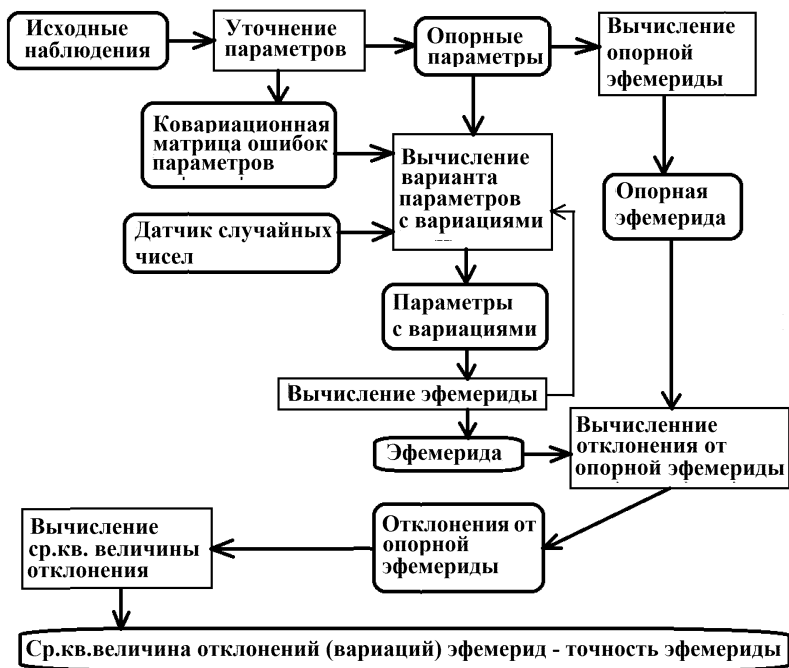 Исходные
наблюдения
Уточнение
параметров
Опорные
параметры
Вычисление
опорной
эфемериды
Ковариационная
матрица ошибок
параметров
Вычисление
варианта
параметров
с вариациями
Опорная
эфемерида
Датчик случайных
чисел
Параметры
с вариациями
Вычисление эфемериды
Эфемерида
Вычисленние
отклонения от
опорной эфемериды
Отклонения от
опорной
эфемериды
Вычисление
ср.кв. величины
отклонения
Ср.кв.величина отклонений (вариаций) эфемерид - точность эфемериды